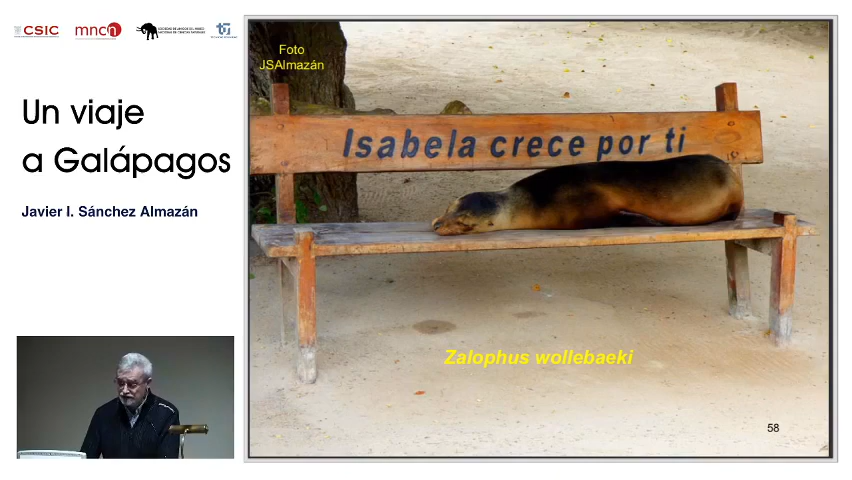 CSIC
mncn
Un viaje
a Galápagos
Javier I. Sánchez Almazán
Foto
JSAlmazán
Isabela crece por ti
Zalophus wollebaeki
58